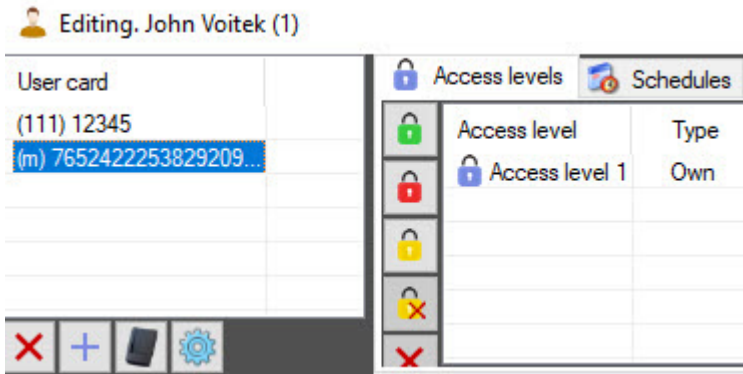 Editing. John Voitek (1)
User card
(111) 12345
(m) 7652422253829209...
Access levels
Schedules
Access level
Type
Access level 1
Own